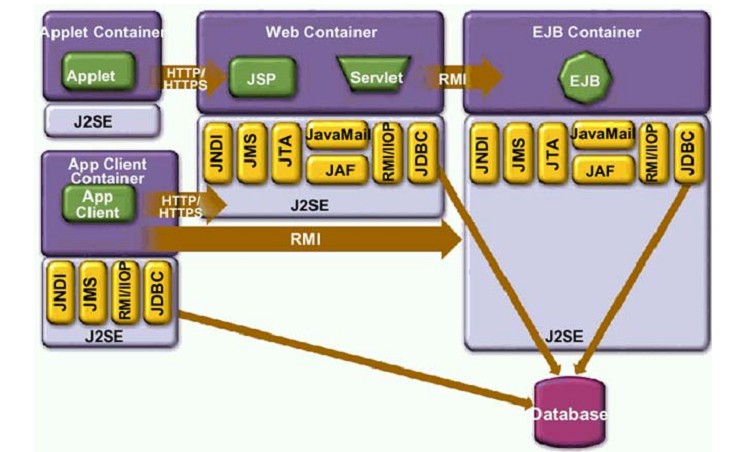 Applet Container
Applet
J2SE
HTTP/
HTTPS
Web Container
JSP
Servlet
JNDI
JMS
JTA
JavaMail
JAF
RMI/IIOP
JDBC
J2SE
RMI
EJB Container
EJB
JNDI
JMS
JTA
JavaMail
JAF
RMI/IIOP
JDBC
J2SE
App Client
Container
App
Client
HTTP/
HTTPS
RMI
JNDI
JMS
RMI/IIOP
JDBC
J2SE
Database